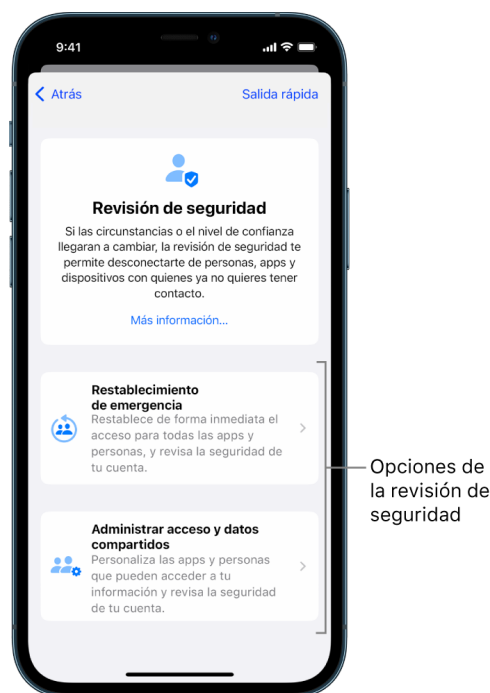 9:41
Atrás
Salida rápida
Revisión de seguridad
Si las circunstancias o el nivel de confianza
llegaran a cambiar, la revisión de seguridad te
permite desconectarte de personas, apps y
dispositivos con quienes ya no quieres tener
contacto.
Más información...
Restablecimiento
de emergencia
Restablece de forma inmediata el
acceso para todas las apps y
personas, y revisa la seguridad de
tu cuenta.
Opciones de
la revisión de
seguridad
Administrar acceso y datos
compartidos
Personaliza las apps y personas
que pueden acceder a tu
información y revisa la seguridad
de tu cuenta.